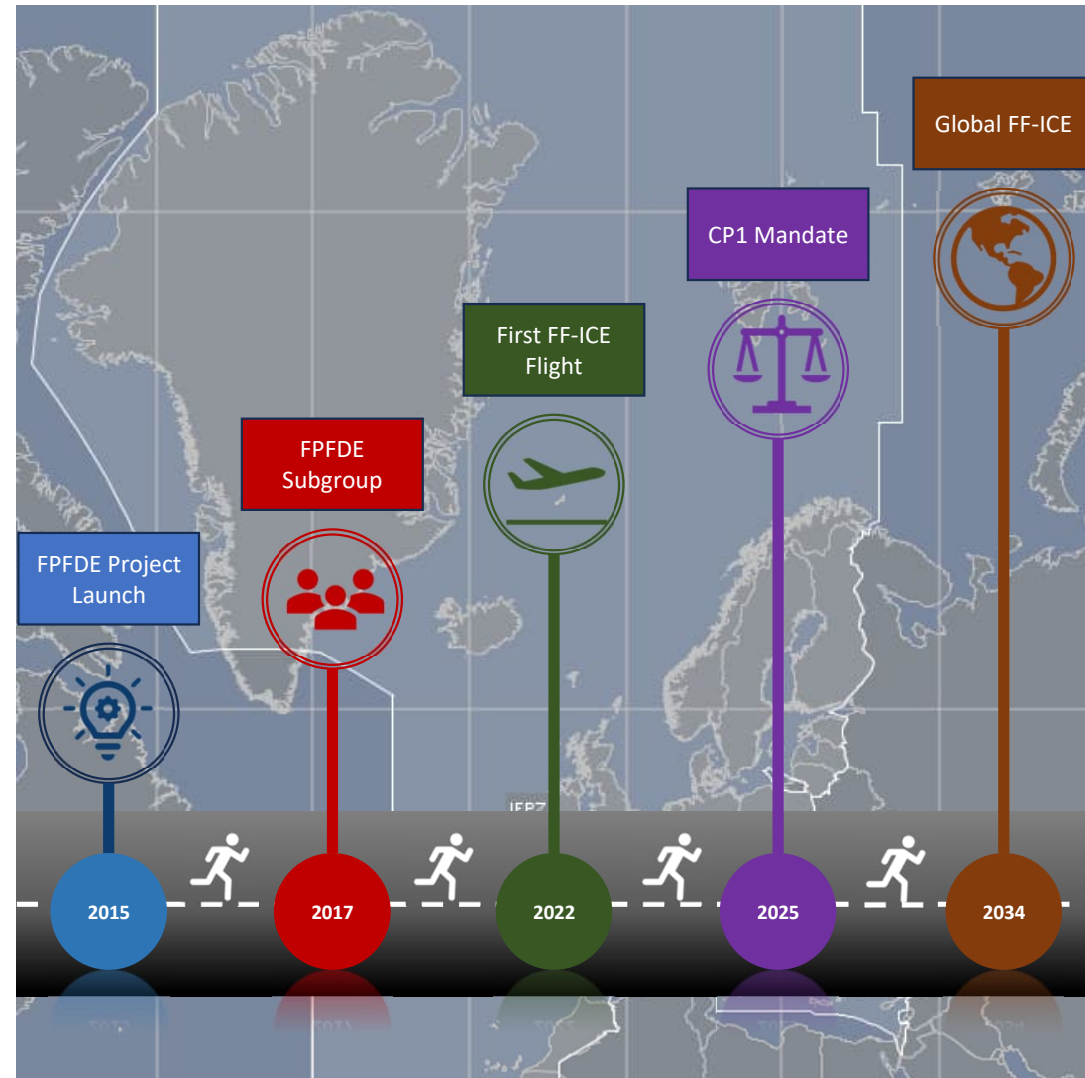 Global FF-ICE
CP1 Mandate
First FF-ICE
Flight
FPFDE
Subgroup
FPFDE Project
Launch
2015
2017
2022
2025
2034